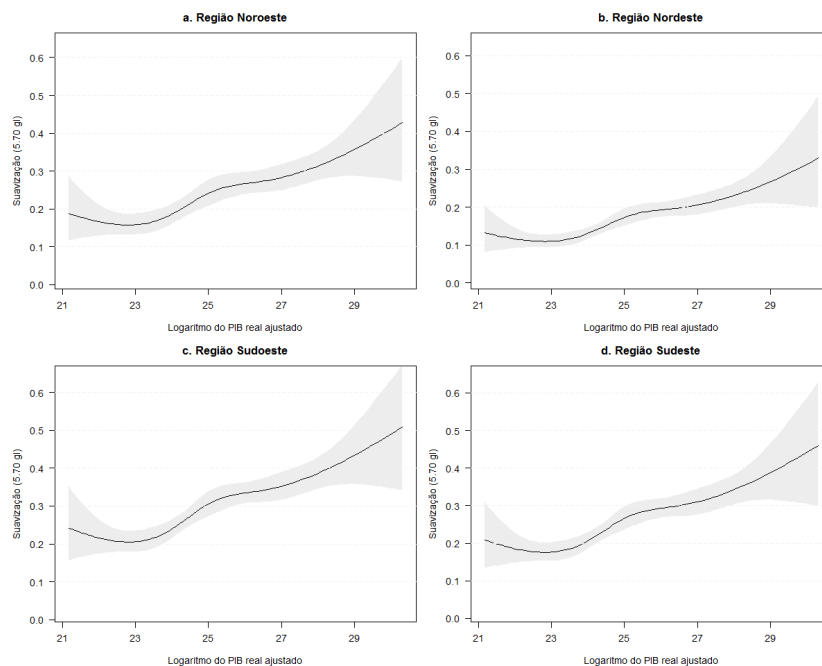 a. Região Noroeste
0.6
0.5
0.4
0.3
0.2
0.1
0.0
Suavização (5.70 gl)
21 23 25 27 29
Logaritmo do PIB real ajustado
b. Região Nordeste
0.6
0.5
0.4
0.3
0.2
0.1
0.0
Suavização (5.70 gl)
21 23 25 27 29
Logaritmo do PIB real ajustado
c. Região Sudoeste
0.6
0.5
0.4
0.3
0.2
0.1
0.0
Suavização (5.70 gl)
21 23 25 27 29
Logaritmo do PIB real ajustado
d. Região Sudeste
0.6
0.5
0.4
0.3
0.2
0.1
0.0
Suavização (5.70 gl)
21 23 25 27 29
Logaritmo do PIB real ajustado